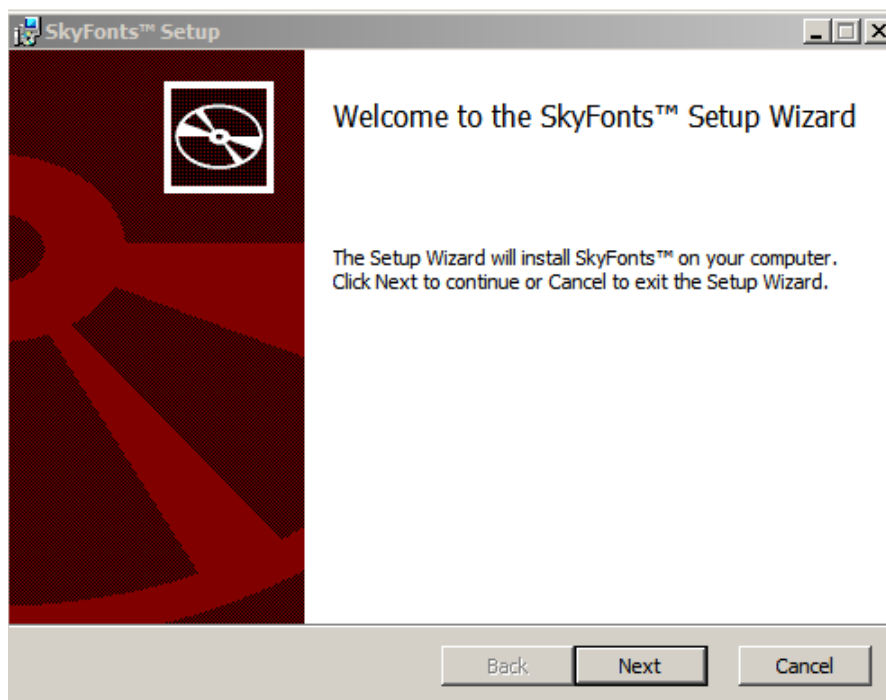 SkyFonts™ Setup
Welcome to the SkyFonts™ Setup Wizard
The Setup Wizard will install SkyFonts™ on your computer.
Click Next to continue or Cancel to exit the Setup Wizard.
Back Next Cancel